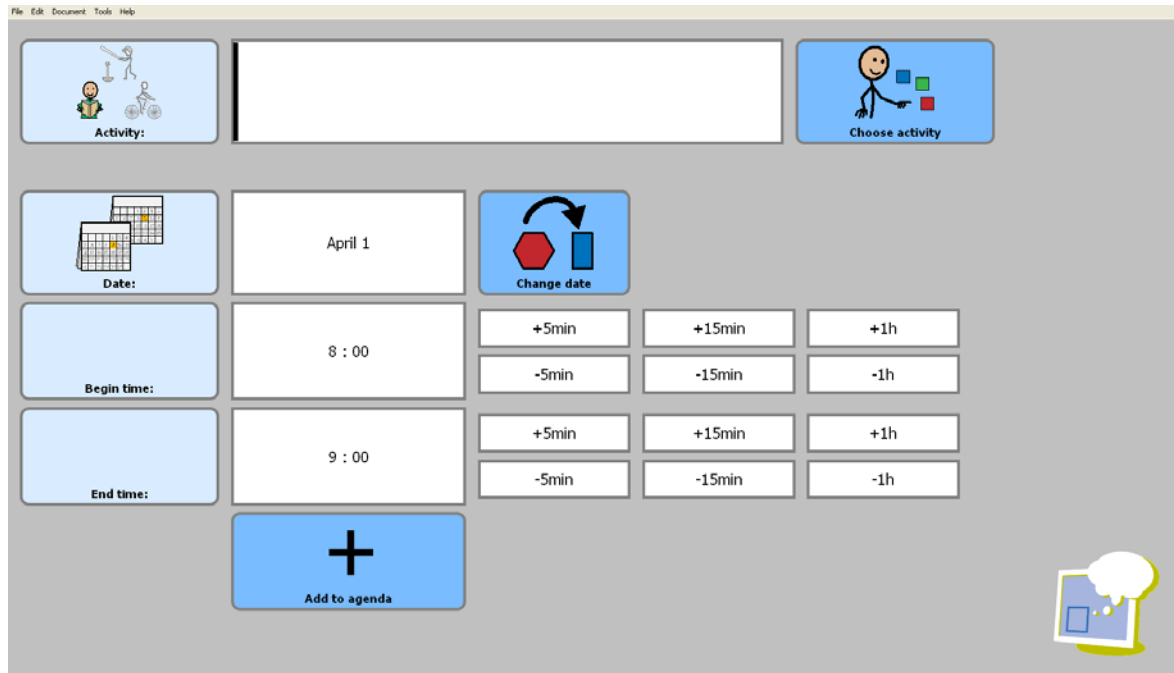 File Edit Document Tools Help
Activity:
Choose activity
April 1
Date:
Change date
8 : 00
Begin time:
+5min +15min +1h
-5min -15min -1h
9 : 00
End time:
+5min +15min +1h
-5min -15min -1h
Add to agenda